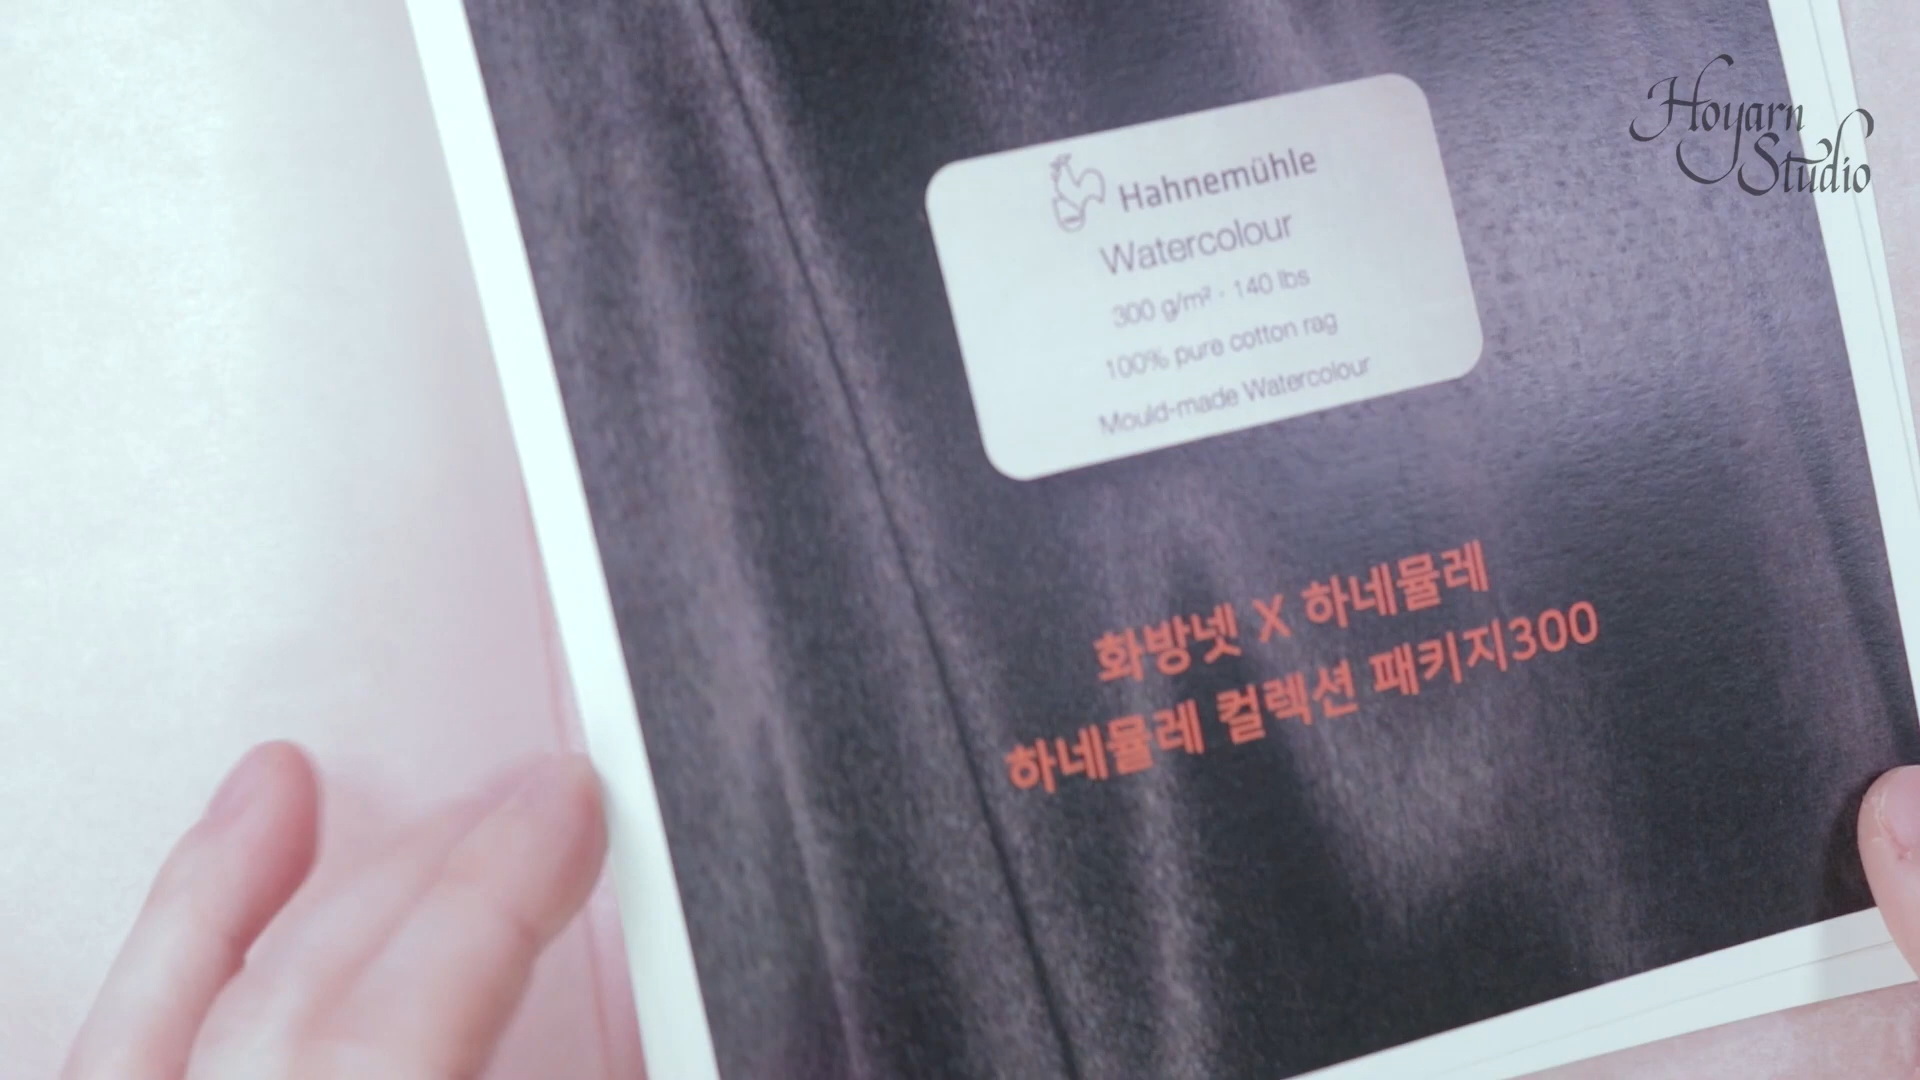 Hoyarn
Studio
Hahnemühle
Watercolour
300 g/m² - 140 lbs
100% pure cotton rag
Mould-made Watercolour
화방넷 X 하네뮬레
하네뮬레 컬렉션 패키지300